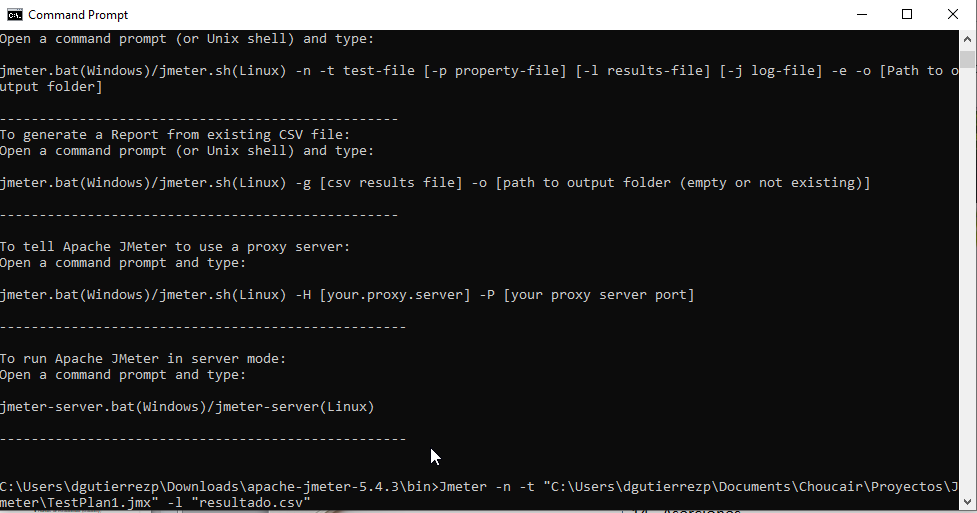 Command Prompt
Open a command prompt (or Unix shell) and type:
jmeter.bat(Windows)/jmeter.sh(Linux) -n -t test-file [-p property-file] [-l results-file] [-j log-file] -e -o [Path to o
utput folder]
--------------------------------------------------
To generate a Report from existing CSV file:
Open a command prompt (or Unix shell) and type:
jmeter.bat(Windows)/jmeter.sh(Linux) -g [csv results file] -o [path to output folder (empty or not existing)]
--------------------------------------------------
To tell Apache JMeter to use a proxy server:
Open a command prompt and type:
jmeter.bat(Windows)/jmeter.sh(Linux) -H [your.proxy.server] -P [your proxy server port]
---------------------------------------------------
To run Apache JMeter in server mode:
Open a command prompt and type:
jmeter-server.bat(Windows)/jmeter-server(Linux)
---------------------------------------------------
C:\Users\dgutierrezp\Downloads\apache-jmeter-5.4.3\bin>Jmeter -n -t "C:\Users\dgutierrezp\Documents\Choucair\Proyectos\J
meter\TestPlan1.jmx" -l "resultado.csv"